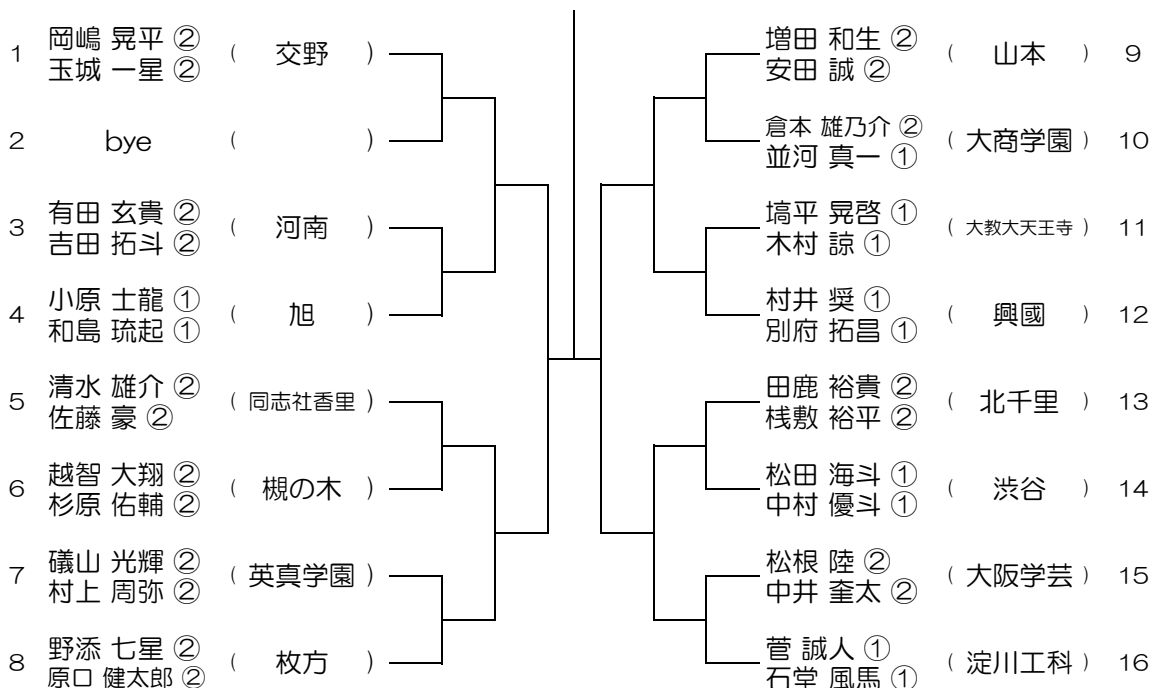 1 岡嶋 晃平 ② ( 交野 )
玉城 一星 ②
2 bye ( )
3 有田 玄貴 ② ( 河南 )
吉田 拓斗 ②
4 小原 士龍 ① ( 旭 )
和島 琉起 ①
5 清水 雄介 ② ( 同志社香里 )
佐藤 豪 ②
6 越智 大翔 ② ( 槻の木 )
杉原 佑輔 ②
7 礒山 光輝 ② ( 英真学園 )
村上 周弥 ②
8 野添 七星 ② ( 枚方 )
原口 健太郎 ②
増田 和生 ② ( 山本 ) 9
安田 誠 ②
倉本 雄乃介 ② ( 大商学園 ) 10
並河 真一 ①
塙平 晃啓 ① ( 大教大天王寺 ) 11
木村 諒 ①
村井 奨 ① ( 興國 ) 12
別府 拓昌 ①
田鹿 裕貴 ② ( 北千里 ) 13
桟敷 裕平 ②
松田 海斗 ① ( 渋谷 ) 14
中村 優斗 ①
松根 陸 ② ( 大阪学芸 ) 15
中井 奎太 ②
菅 誠人 ① ( 淀川工科 ) 16
石堂 風馬 ①